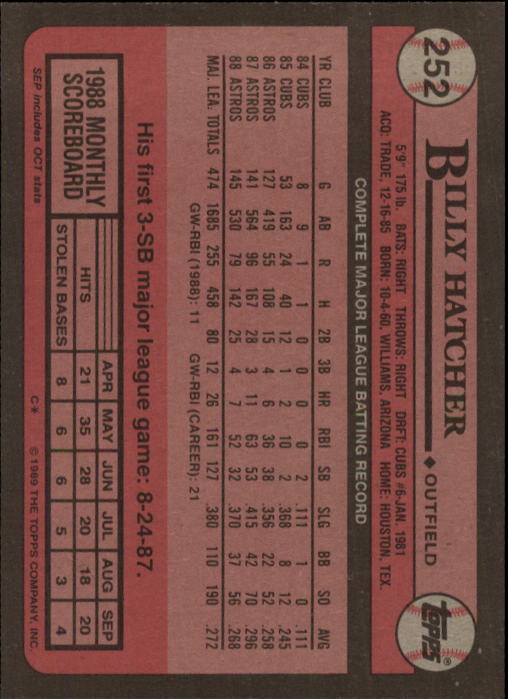 252
BILLY HATCHER ♦ OUTFIELD
TOPPS®
5'9" 175 lb. BATS: RIGHT THROWS: RIGHT DRFT: CUBS #6-JAN. 1981
ACQ: TRADE, 12-16-85 BORN: 10-4-60, WILLIAMS, ARIZONA HOME: HOUSTON, TEX.
COMPLETE MAJOR LEAGUE BATTING RECORD
YR CLUB G AB R H 2B 3B HR RBI SB SLG BB SO AVG
84 CUBS 8 9 1 1 0 0 0 0 2 .111 1 0 .111
85 CUBS 53 163 24 40 12 1 2 10 2 .368 8 12 .245
86 ASTROS 127 419 55 108 15 4 6 36 38 .356 22 52 .258
87 ASTROS 141 564 96 167 28 3 11 63 53 .415 42 70 .296
88 ASTROS 145 530 79 142 25 4 7 52 32 .370 37 56 .268
MAJ. LEA. TOTALS 474 1685 255 458 80 12 26 161 127 .380 110 190 .272
GW-RBI (1988): 11 GW-RBI (CAREER): 21
His first 3-SB major league game: 8-24-87.
1988 MONTHLY
SCOREBOARD
APR MAY JUN JUL AUG SEP
HITS 21 35 28 20 18 20
STOLEN BASES 8 6 6 5 3 4
SEP includes OCT stats C* ©1989 THE TOPPS COMPANY, INC.